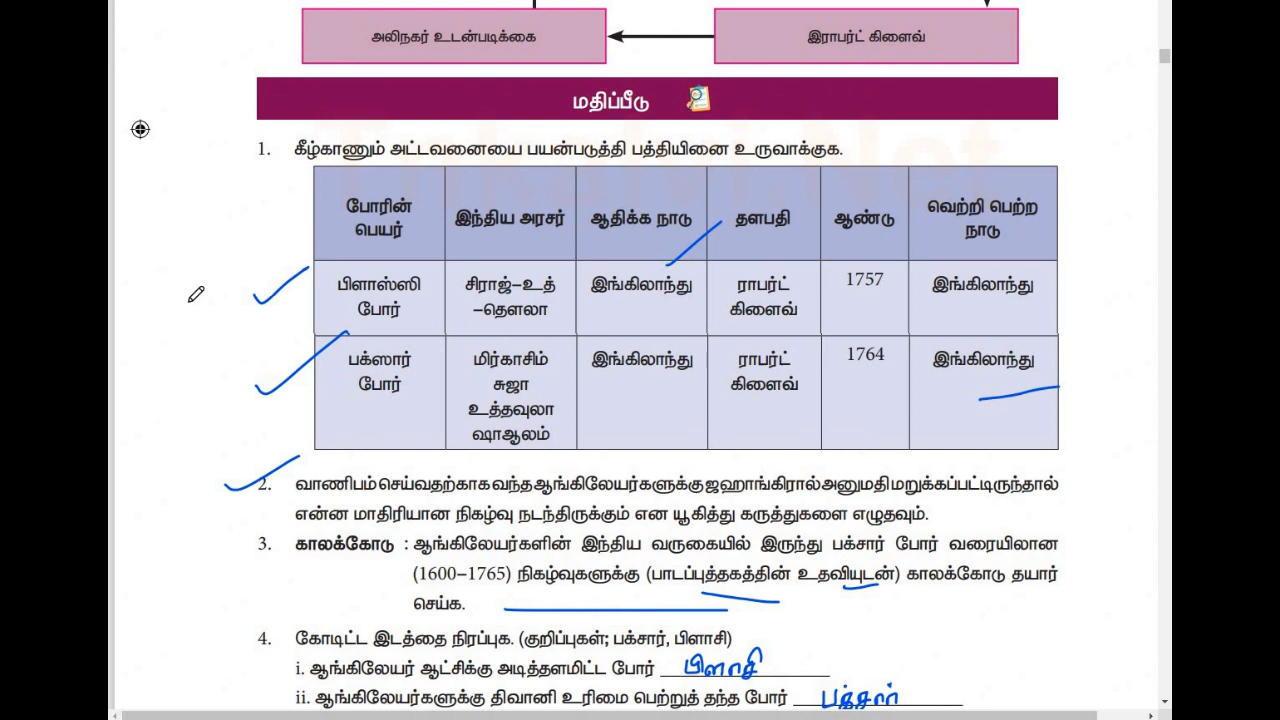 அலிநகர் உடன்படிக்கை
இராபர்ட் கிளைவ்
மதிப்பீடு
1. கீழ்காணும் அட்டவனையை பயன்படுத்தி பத்தியினை உருவாக்குக.
போரின் பெயர் இந்திய அரசர் ஆதிக்க நாடு தளபதி ஆண்டு வெற்றி பெற்ற நாடு
பிளாஸ்ஸி போர் சிராஜ்–உத்–தௌலா இங்கிலாந்து ராபர்ட் கிளைவ் 1757 இங்கிலாந்து
பக்ஸார் போர் மிர்காசிம் சுஜா உத்தவுலா ஷாஆலம் இங்கிலாந்து ராபர்ட் கிளைவ் 1764 இங்கிலாந்து
2. வாணிபம் செய்வதற்காக வந்த ஆங்கிலேயர்களுக்கு ஜஹாங்கிரால் அனுமதி மறுக்கப்பட்டிருந்தால்
என்ன மாதிரியான நிகழ்வு நடந்திருக்கும் என யூகித்து கருத்துகளை எழுதவும்.
3. காலக்கோடு : ஆங்கிலேயர்களின் இந்திய வருகையில் இருந்து பக்சார் போர் வரையிலான
(1600–1765) நிகழ்வுகளுக்கு (பாடப்புத்தகத்தின் உதவியுடன்) காலக்கோடு தயார்
செய்க.
4. கோடிட்ட இடத்தை நிரப்புக. (குறிப்புகள்; பக்சார், பிளாசி)
i. ஆங்கிலேயர் ஆட்சிக்கு அடித்தளமிட்ட போர் பிளாசி
ii. ஆங்கிலேயர்களுக்கு திவானி உரிமை பெற்றுத் தந்த போர் பக்சார்